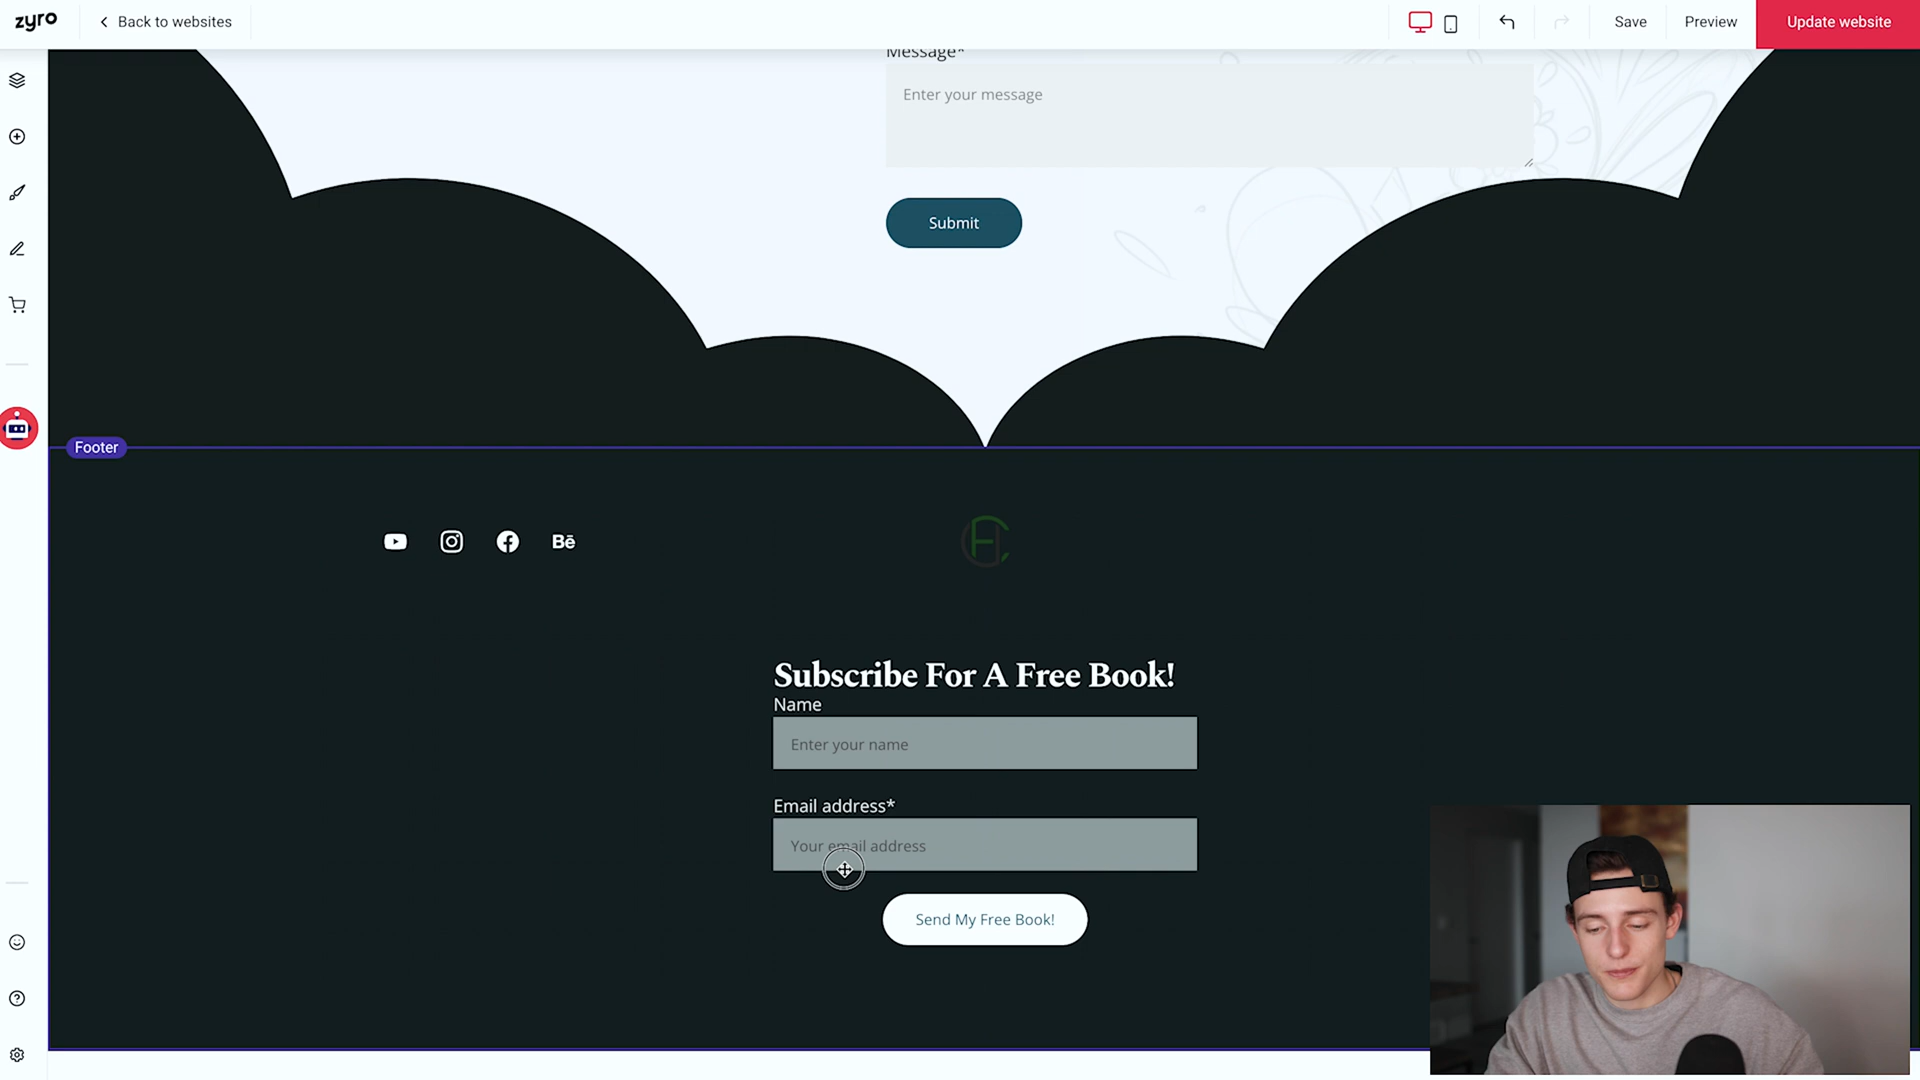 zyro
Back to websites
Save
Preview
Update website
Message*
Enter your message
Submit
Footer
Bē
Subscribe For A Free Book!
Name
Enter your name
Email address*
Your email address
Send My Free Book!